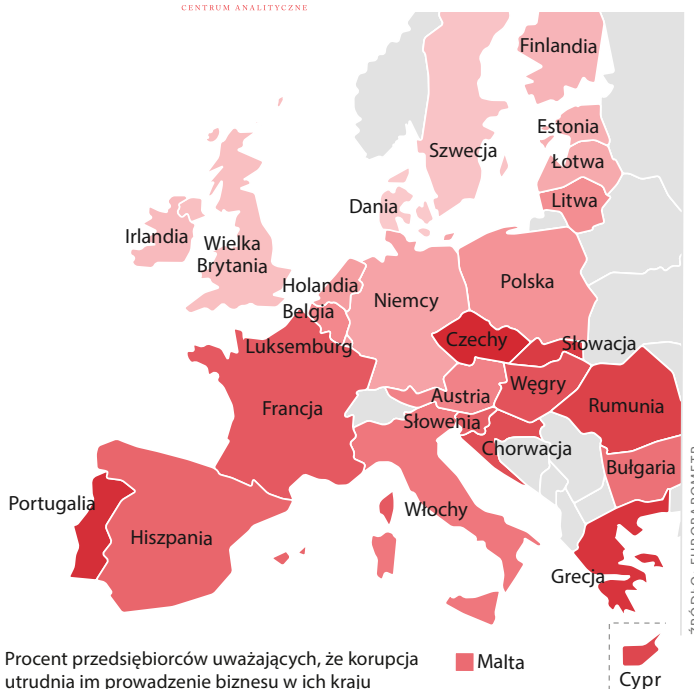 CENTRUM ANALITYCZNE
Finlandia
Estonia
Szwecja
Łotwa
Dania
Litwa
Irlandia
Wielka
Brytania
Holandia
Niemcy
Polska
Belgia
Luksemburg
Czechy
Słowacja
Francja
Austria
Węgry
Rumunia
Słowenia
Chorwacja
Bułgaria
Portugalia
Hiszpania
Włochy
Grecja
ŹRÓDŁO: EUROBAROMETR
Procent przedsiębiorców uważających, że korupcja
utrudnia im prowadzenie biznesu w ich kraju
Malta
Cypr